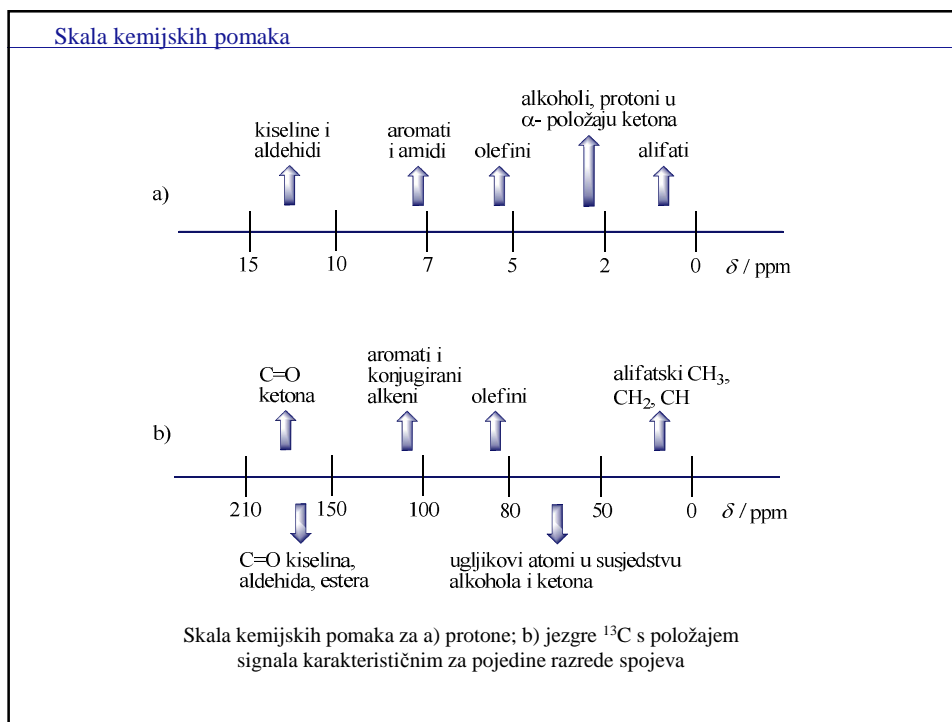 Skala kemijskih pomaka
alkoholi, protoni u
α- položaju ketona
kiseline i
aldehidi
aromati
i amidi
olefini
alifati
a)
15 10 7 5 2 0 δ / ppm
C=O
ketona
aromati i
konjugirani
alkeni
olefini
alifatski CH₃,
CH₂, CH
b)
210 150 100 80 50 0 δ / ppm
C=O kiselina,
aldehida, estera
ugljikovi atomi u susjedstvu
alkohola i ketona
Skala kemijskih pomaka za a) protone; b) jezgre ¹³C s položajem
signala karakterističnim za pojedine razrede spojeva